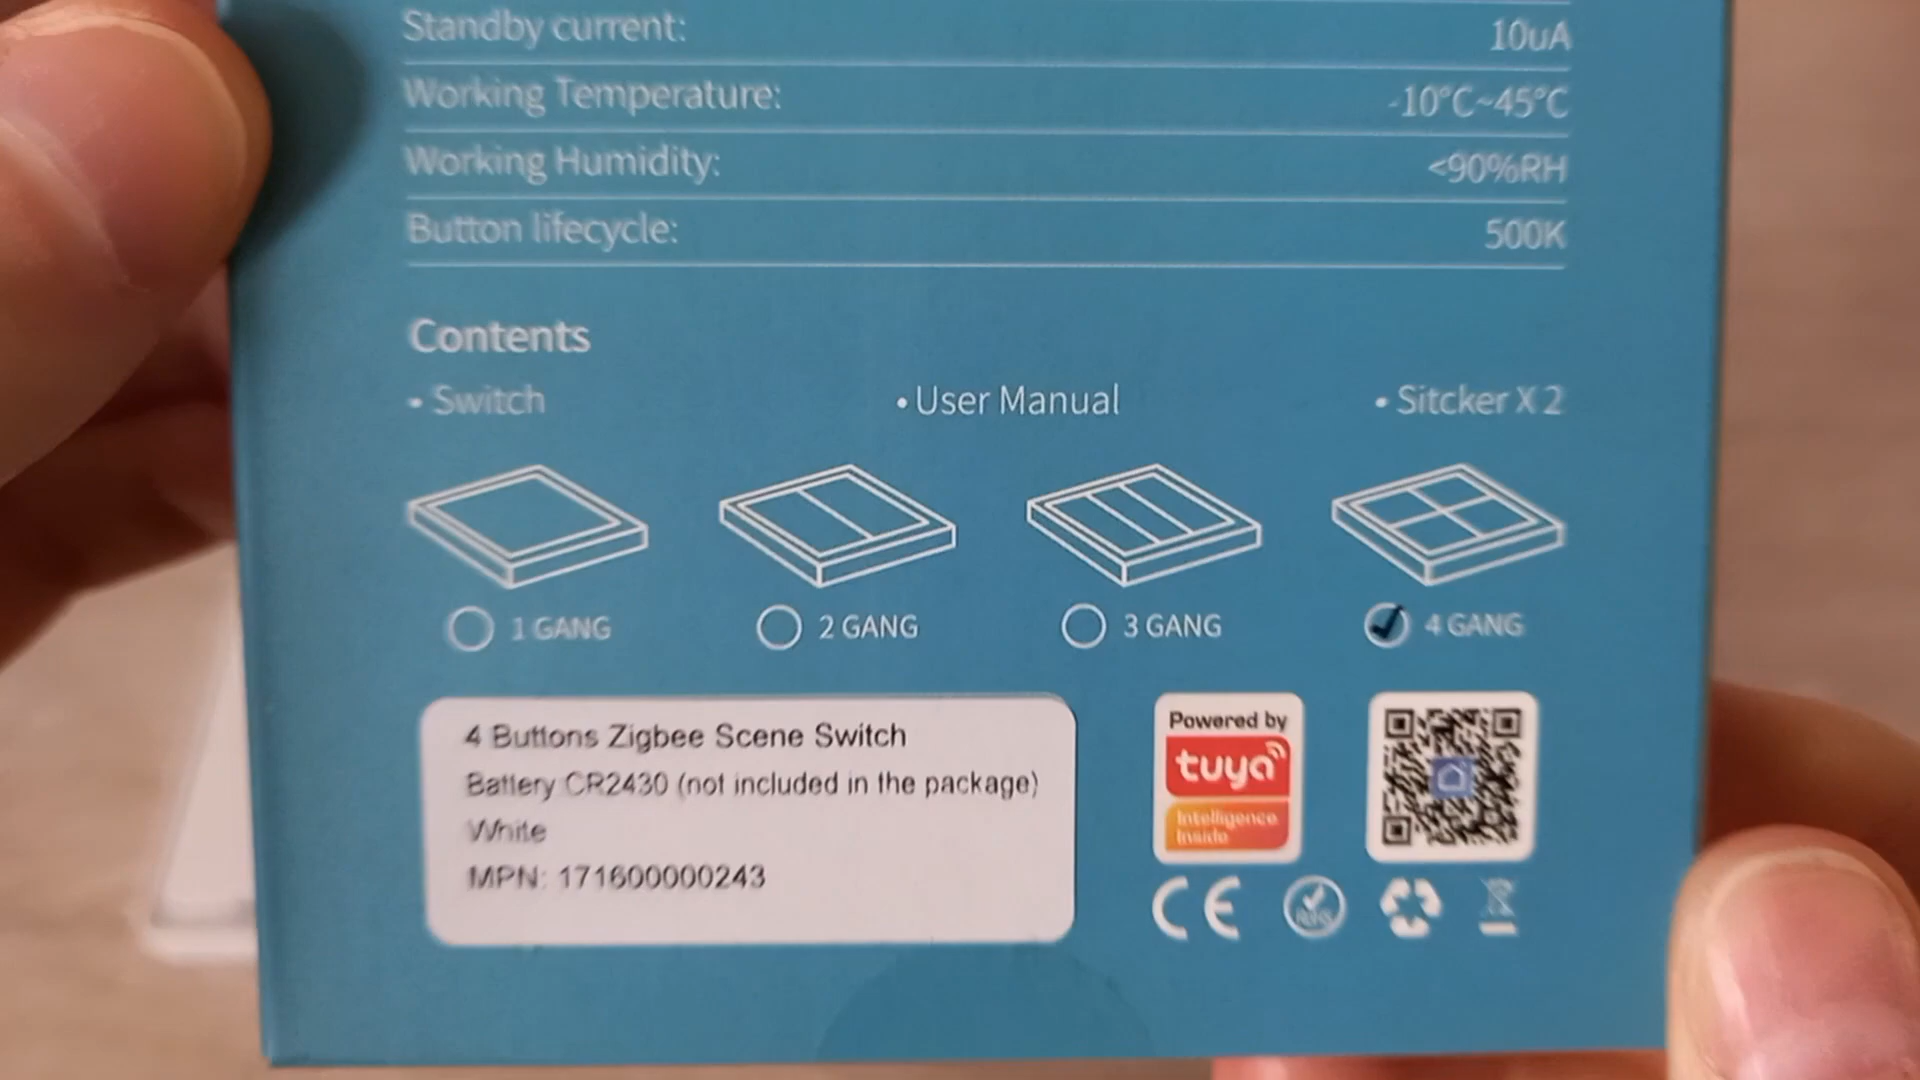 Standby current: 10uA
Working Temperature: -10°C~45°C
Working Humidity: <90%RH
Button lifecycle: 500K
Contents
• Switch • User Manual • Sitcker X 2
1 GANG 2 GANG 3 GANG 4 GANG
4 Buttons Zigbee Scene Switch
Battery CR2430 (not included in the package)
White
MPN: 171600000243
Powered by
tuya
Intelligence
Inside
CE
RoHS